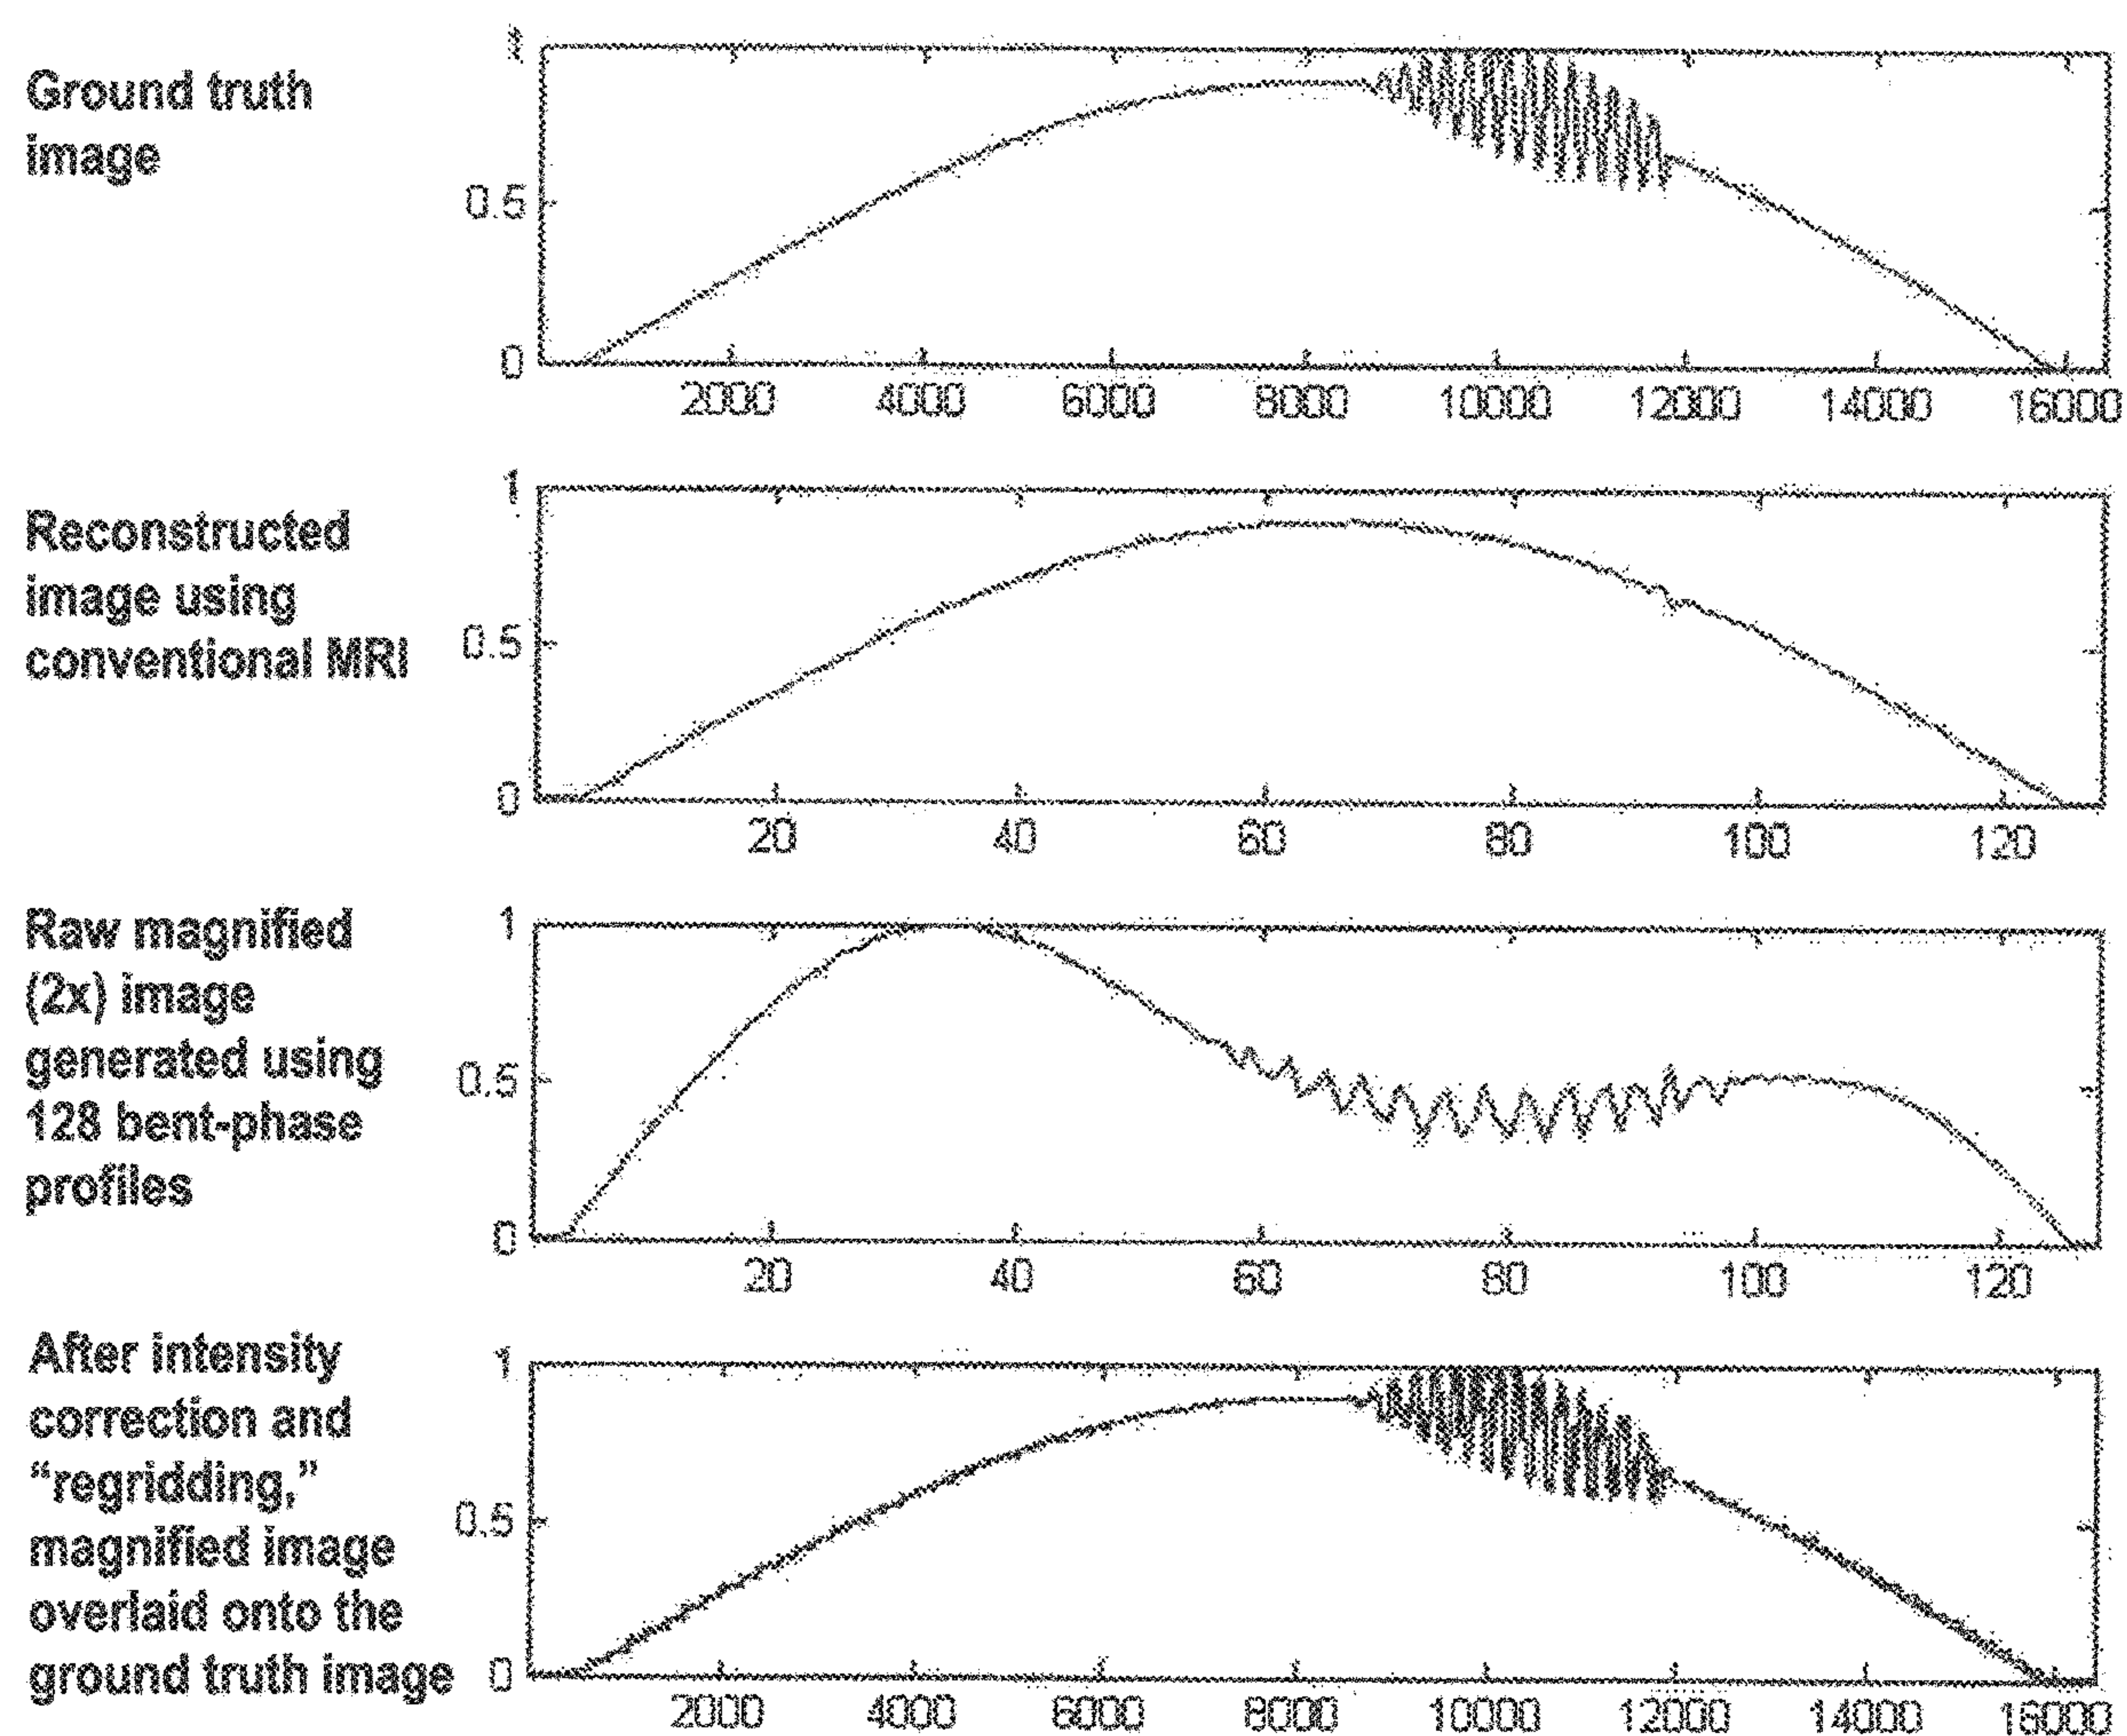 Ground truth
image
1
0.5
0
2000 4000 6000 8000 10000 12000 14000 16000
Reconstructed
image using
conventional MRI
1
0.5
0
20 40 60 80 100 120
Raw magnified
(2x) image
generated using
128 bent-phase
profiles
1
0.5
0
20 40 60 80 100 120
After intensity
correction and
“regridding,”
magnified image
overlaid onto the
ground truth image
1
0.5
0
2000 4000 6000 8000 10000 12000 14000 16000